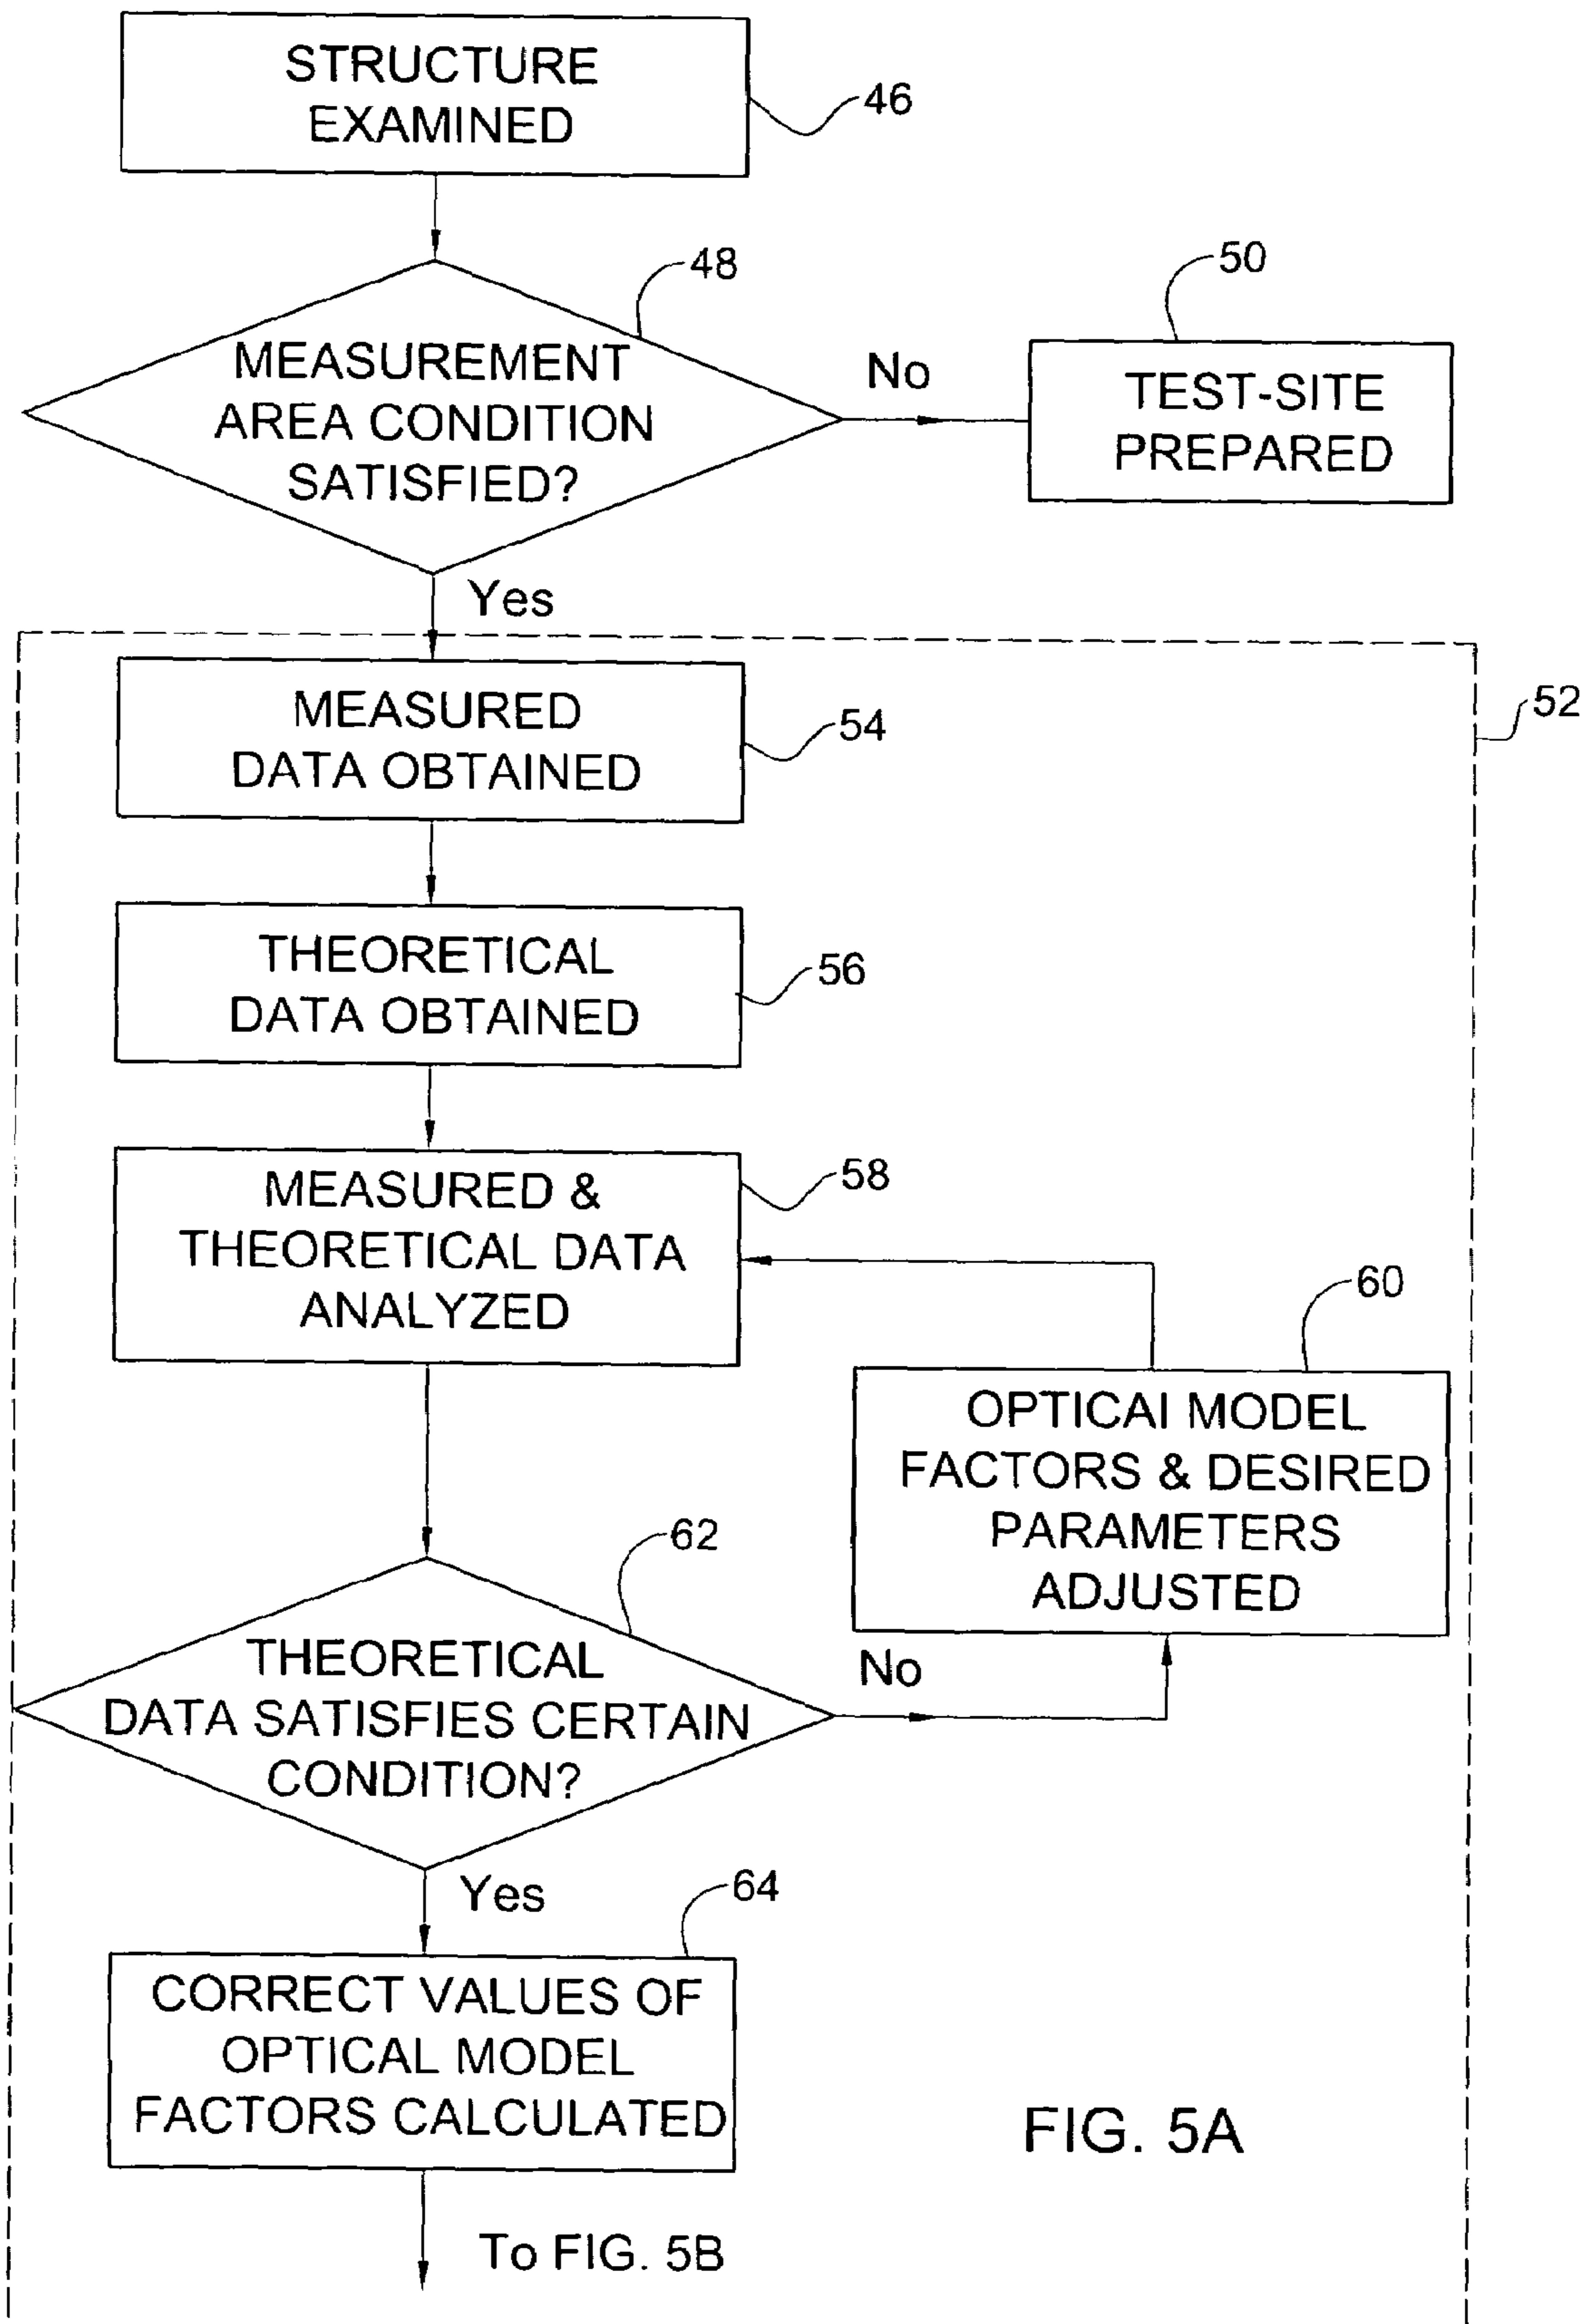 STRUCTURE
EXAMINED
46
48
MEASUREMENT
AREA CONDITION
SATISFIED?
No
50
TEST-SITE
PREPARED
Yes
52
MEASURED
DATA OBTAINED
54
THEORETICAL
DATA OBTAINED
56
MEASURED &
THEORETICAL DATA
ANALYZED
58
60
OPTICAl MODEL
FACTORS & DESIRED
PARAMETERS
ADJUSTED
62
THEORETICAL
DATA SATISFIES CERTAIN
CONDITION?
No
Yes
64
CORRECT VALUES OF
OPTICAL MODEL
FACTORS CALCULATED
FIG. 5A
To FIG. 5B